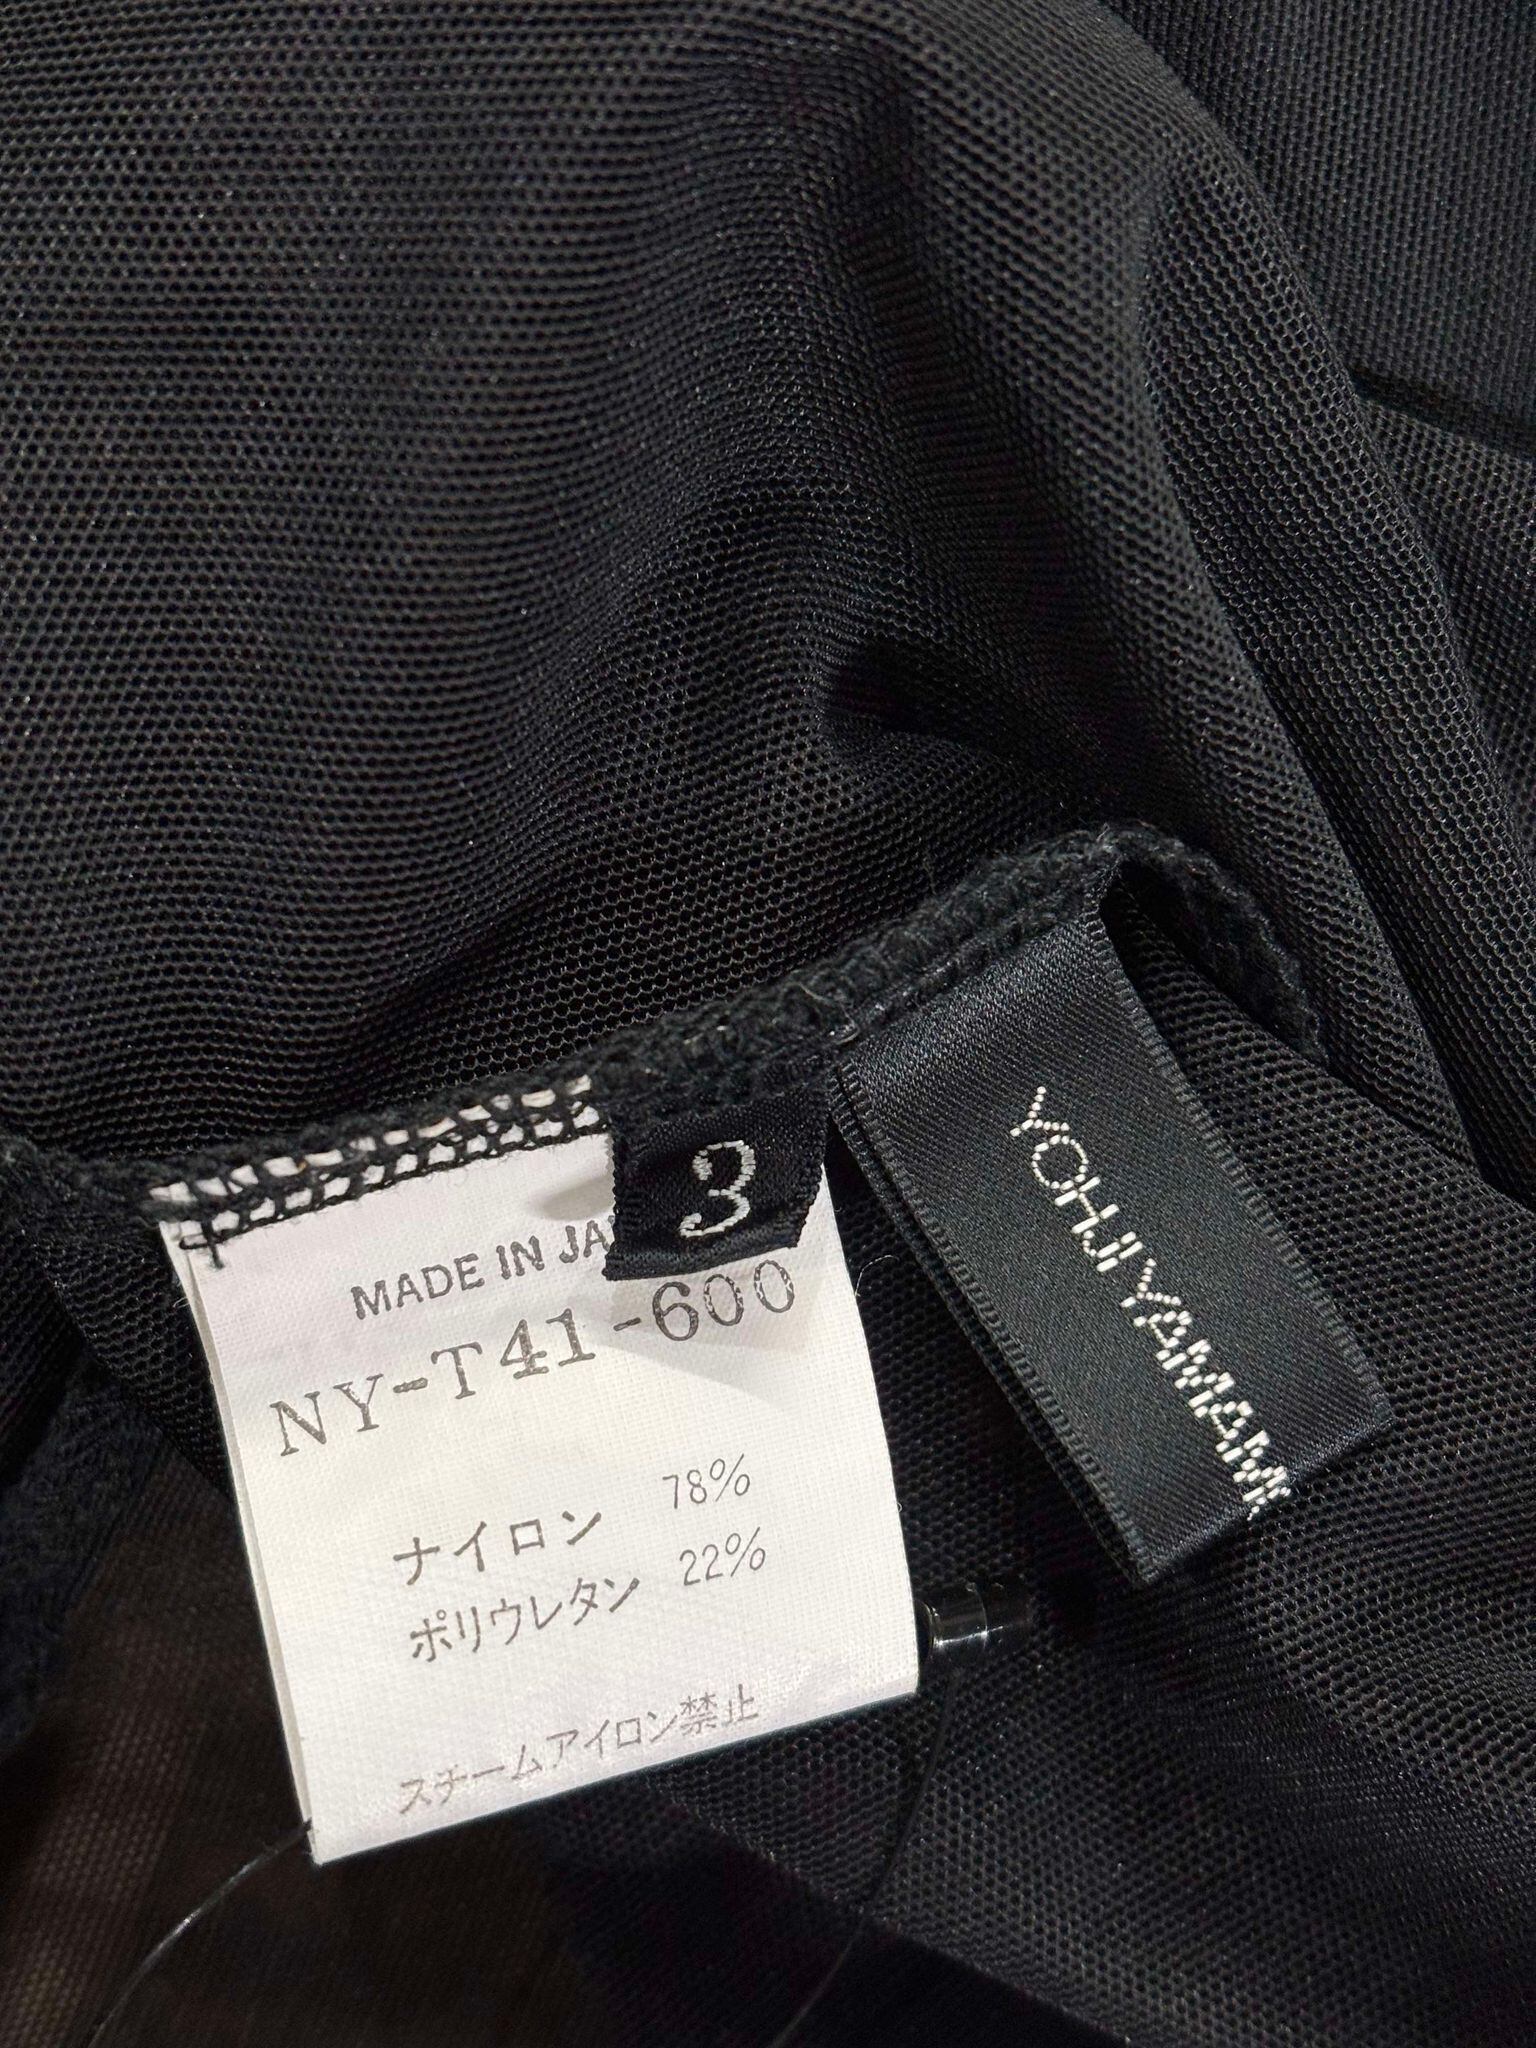 3
MADE IN JA
NY-T41-600
ナイロン 78%
ポリウレタン 22%
スチームアイロン禁止
YOHJI YAMAM